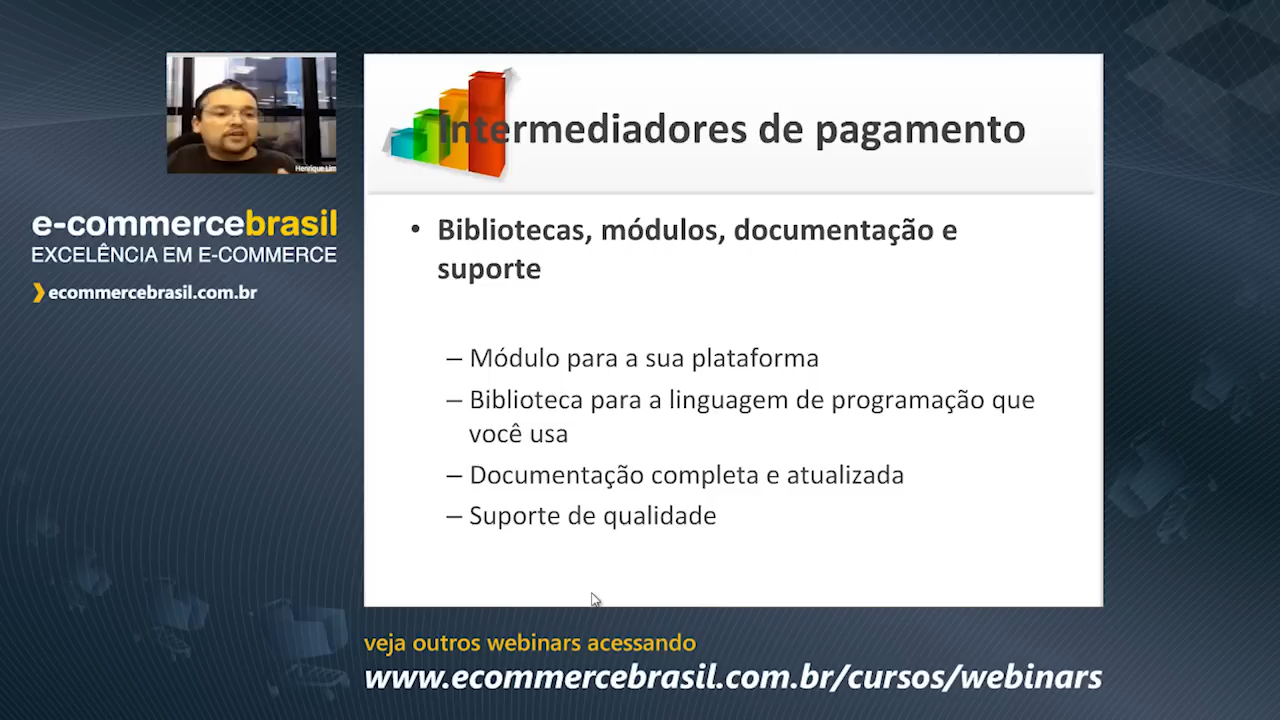 Henrique Lim
e-commercebrasil
EXCELÊNCIA EM E-COMMERCE
ecommercebrasil.com.br
Intermediadores de pagamento
• Bibliotecas, módulos, documentação e
suporte
– Módulo para a sua plataforma
– Biblioteca para a linguagem de programação que
você usa
– Documentação completa e atualizada
– Suporte de qualidade
veja outros webinars acessando
www.ecommercebrasil.com.br/cursos/webinars